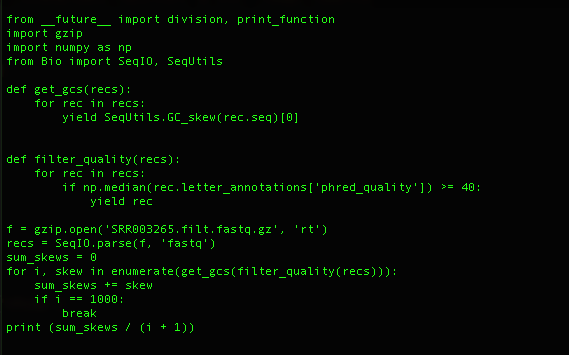 from __future__ import division, print_function
import gzip
import numpy as np
from Bio import SeqIO, SeqUtils

def get_gcs(recs):
    for rec in recs:
        yield SeqUtils.GC_skew(rec.seq)[0]


def filter_quality(recs):
    for rec in recs:
        if np.median(rec.letter_annotations['phred_quality']) >= 40:
            yield rec

f = gzip.open('SRR003265.filt.fastq.gz', 'rt')
recs = SeqIO.parse(f, 'fastq')
sum_skews = 0
for i, skew in enumerate(get_gcs(filter_quality(recs))):
    sum_skews += skew
    if i == 1000:
        break
print (sum_skews / (i + 1))